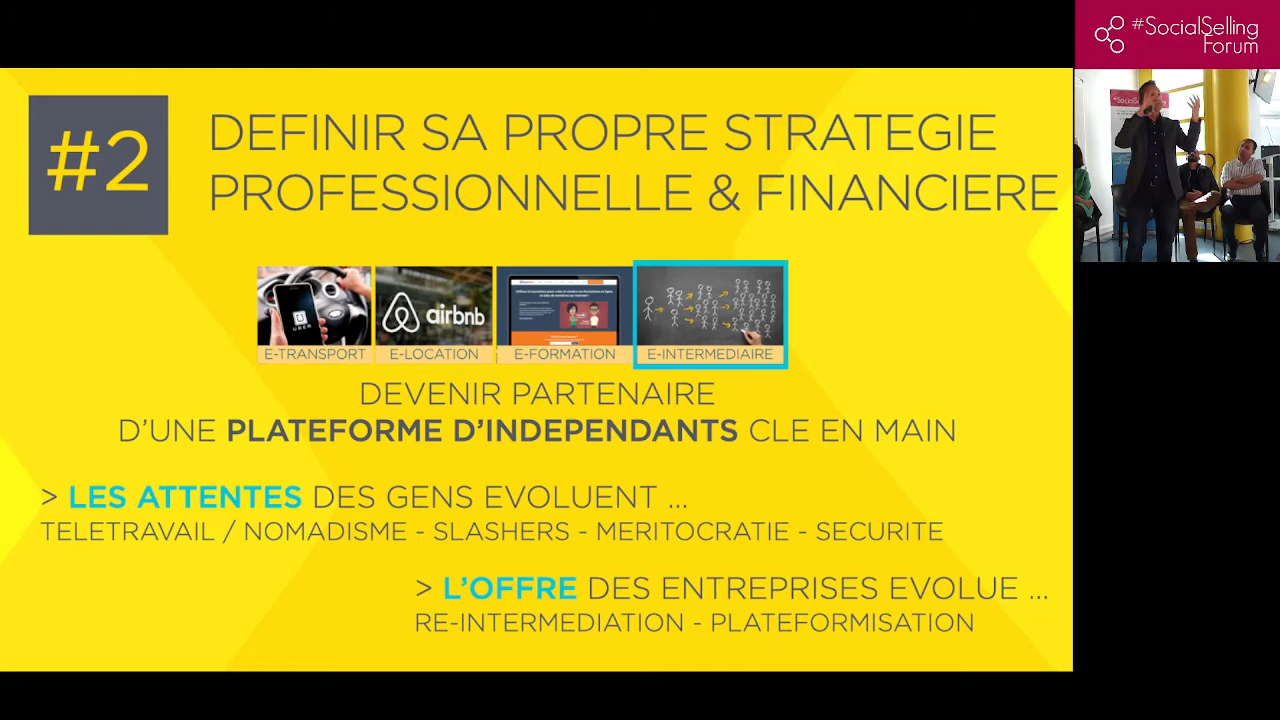 #SocialSelling
Forum
#2
DEFINIR SA PROPRE STRATEGIE
PROFESSIONNELLE & FINANCIERE
UBER
airbnb
E-TRANSPORT
E-LOCATION
E-FORMATION
E-INTERMEDIAIRE
DEVENIR PARTENAIRE
D'UNE PLATEFORME D'INDEPENDANTS CLE EN MAIN
> LES ATTENTES DES GENS EVOLUENT ...
TELETRAVAIL / NOMADISME - SLASHERS - MERITOCRATIE - SECURITE
> L'OFFRE DES ENTREPRISES EVOLUE ...
RE-INTERMEDIATION - PLATEFORMISATION